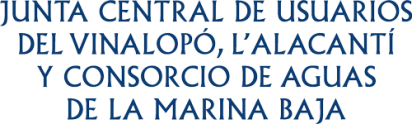 JUNTA CENTRAL DE USUARIOS
DEL VINALOPÓ, L’ALACANTÍ
Y CONSORCIO DE AGUAS
DE LA MARINA BAJA